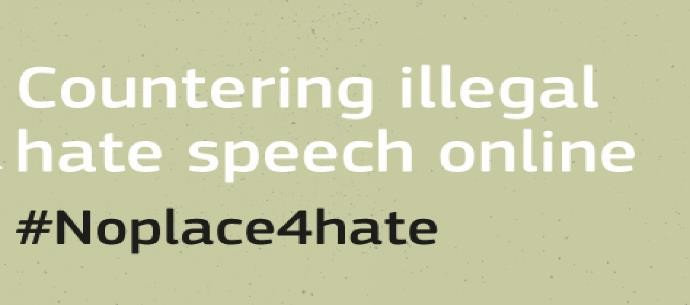 Countering illegal
hate speech online
#Noplace4hate